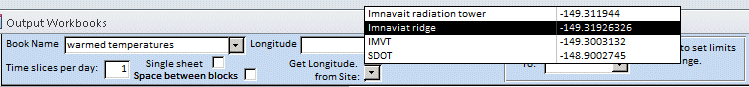 Output Workbooks
Imnavait radiation tower -149.311944
Imnaviat ridge -149.31926326
IMVT -149.3003132
SDOT -148.9002745
Book Name warmed temperatures Longitude
Time slices per day: 1 Single sheet
Space between blocks
Get Longitude.
from Site:
To:
to set limits
nge.